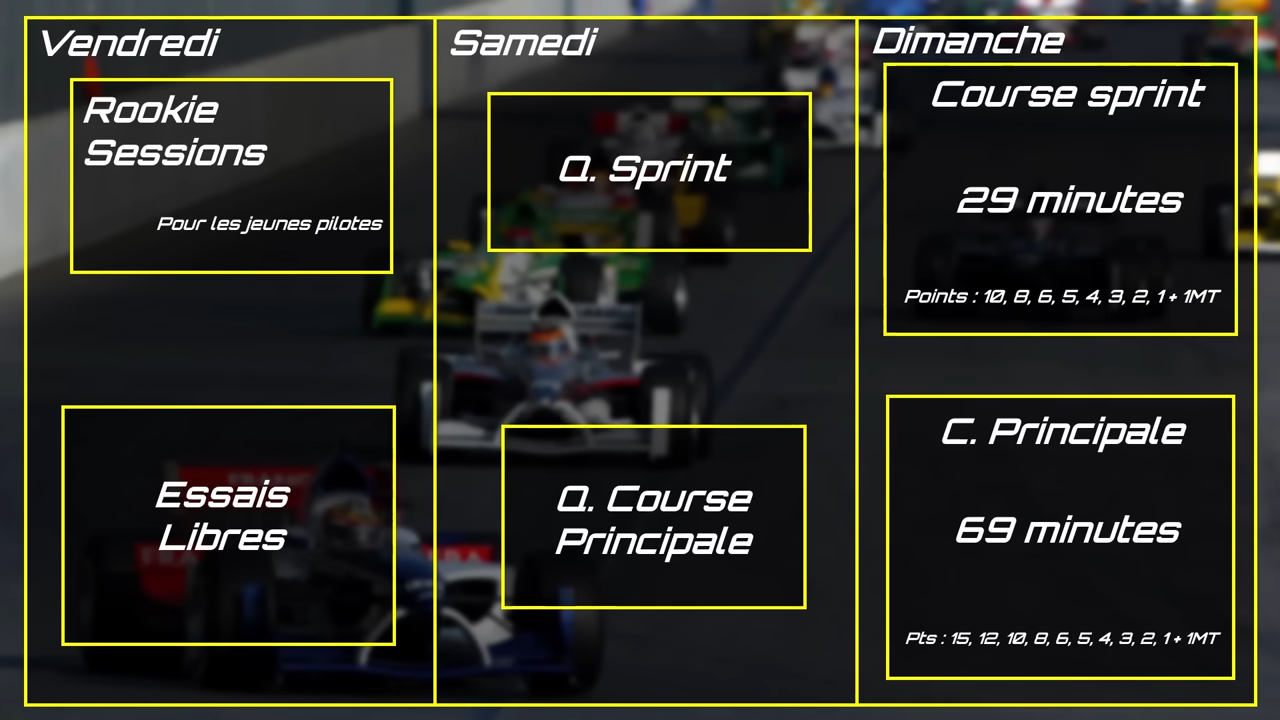 Vendredi
Rookie
Sessions
Pour les jeunes pilotes
Essais
Libres
Samedi
Q. Sprint
Q. Course
Principale
Dimanche
Course sprint
29 minutes
Points : 10, 8, 6, 5, 4, 3, 2, 1 + 1MT
C. Principale
69 minutes
Pts : 15, 12, 10, 8, 6, 5, 4, 3, 2, 1 + 1MT